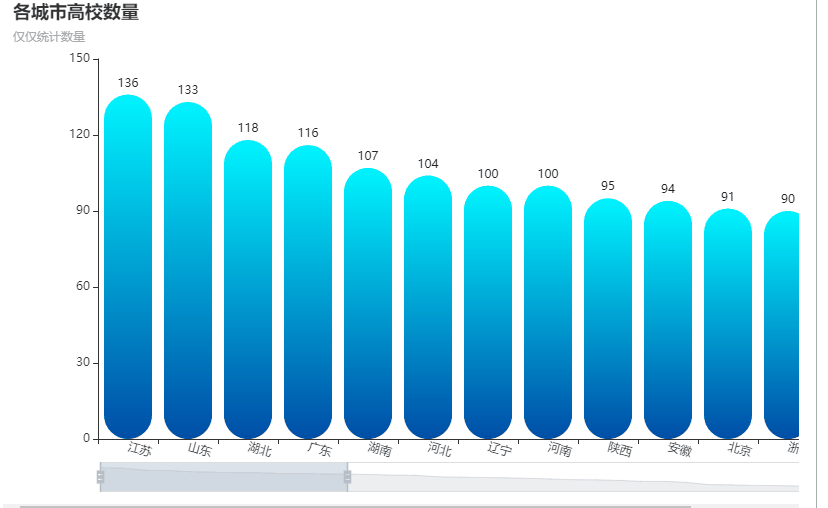 各城市高校数量
仅仅统计数量
150
120
90
60
30
0
136
133
118
116
107
104
100
100
95
94
91
90
江苏
山东
湖北
广东
湖南
河北
辽宁
河南
陕西
安徽
北京
浙